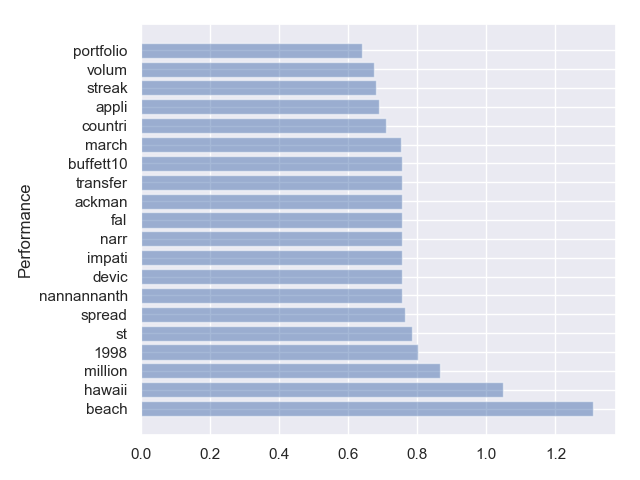 portfolio
volum
streak
appli
countri
march
buffett10
transfer
ackman
fal
narr
impati
devic
nannannanth
spread
st
1998
million
hawaii
beach
Performance
0.0 0.2 0.4 0.6 0.8 1.0 1.2